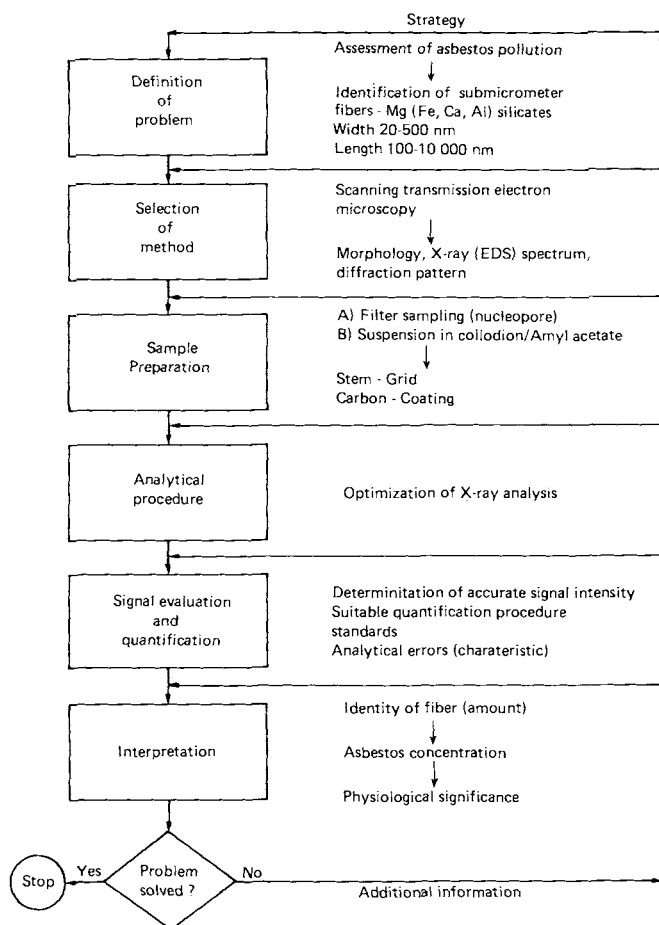 Strategy
Definition
of
problem
Assessment of asbestos pollution
Identification of submicrometer
fibers - Mg (Fe, Ca, Al) silicates
Width 20-500 nm
Length 100-10 000 nm
Selection
of
method
Scanning transmission electron
microscopy
Morphology, X-ray (EDS) spectrum,
diffraction pattern
Sample
Preparation
A) Filter sampling (nucleopore)
B) Suspension in collodion/Amyl acetate
Stem - Grid
Carbon - Coating
Analytical
procedure
Optimization of X-ray analysis
Signal evaluation
and
quantification
Determinitation of accurate signal intensity
Suitable quantification procedure
standards
Analytical errors (charateristic)
Interpretation
Identity of fiber (amount)
Asbestos concentration
Physiological significance
Stop
Yes
Problem
solved ?
No
Additional information